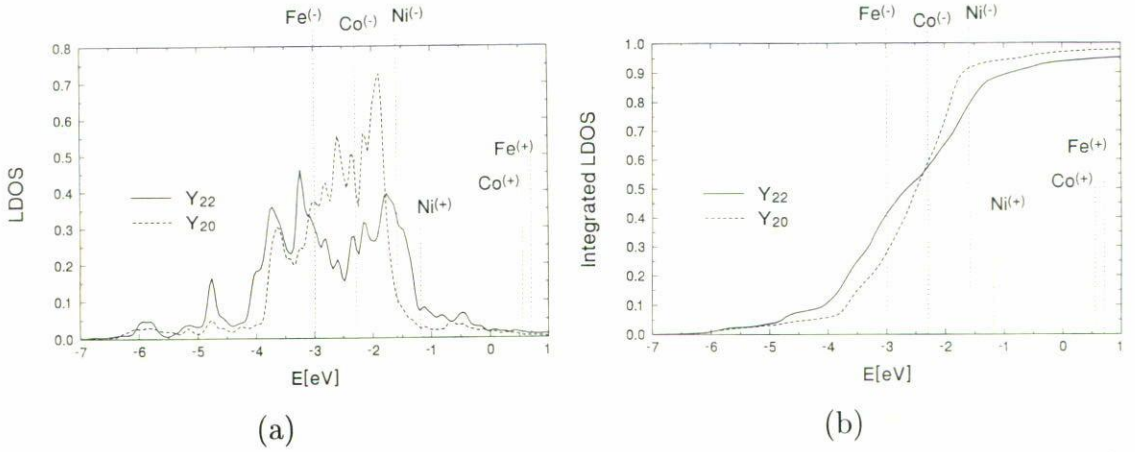 Fe(-)
Co(-)
Ni(-)
0.8
0.7
0.6
0.5
0.4
0.3
0.2
0.1
0.0
LDOS
Y22
Y20
Fe(+)
Co(+)
Ni(+)
-7 -6 -5 -4 -3 -2 -1 0 1
E[eV]
(a)
Fe(-)
Co(-)
Ni(-)
1.0
0.9
0.8
0.7
0.6
0.5
0.4
0.3
0.2
0.1
0.0
Integrated LDOS
Y22
Y20
Fe(+)
Co(+)
Ni(+)
-7 -6 -5 -4 -3 -2 -1 0 1
E[eV]
(b)